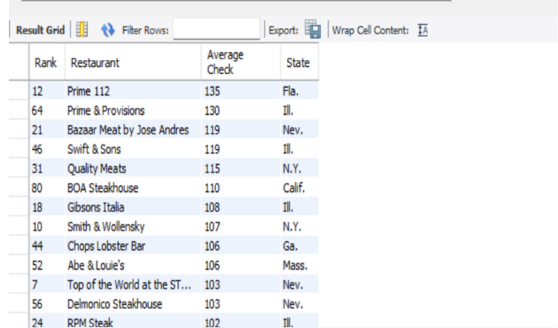 Result Grid Filter Rows: Export: Wrap Cell Content: IA
Rank Restaurant Average Check State
12 Prime 112 135 Fla.
64 Prime & Provisions 130 Ill.
21 Bazaar Meat by Jose Andres 119 Nev.
46 Swift & Sons 119 Ill.
31 Quality Meats 115 N.Y.
80 BOA Steakhouse 110 Calif.
18 Gibsons Italia 108 Ill.
10 Smith & Wollensky 107 N.Y.
44 Chops Lobster Bar 106 Ga.
52 Abe & Louie's 106 Mass.
7 Top of the World at the ST... 103 Nev.
56 Delmonico Steakhouse 103 Nev.
24 RPM Steak 102 Ill.